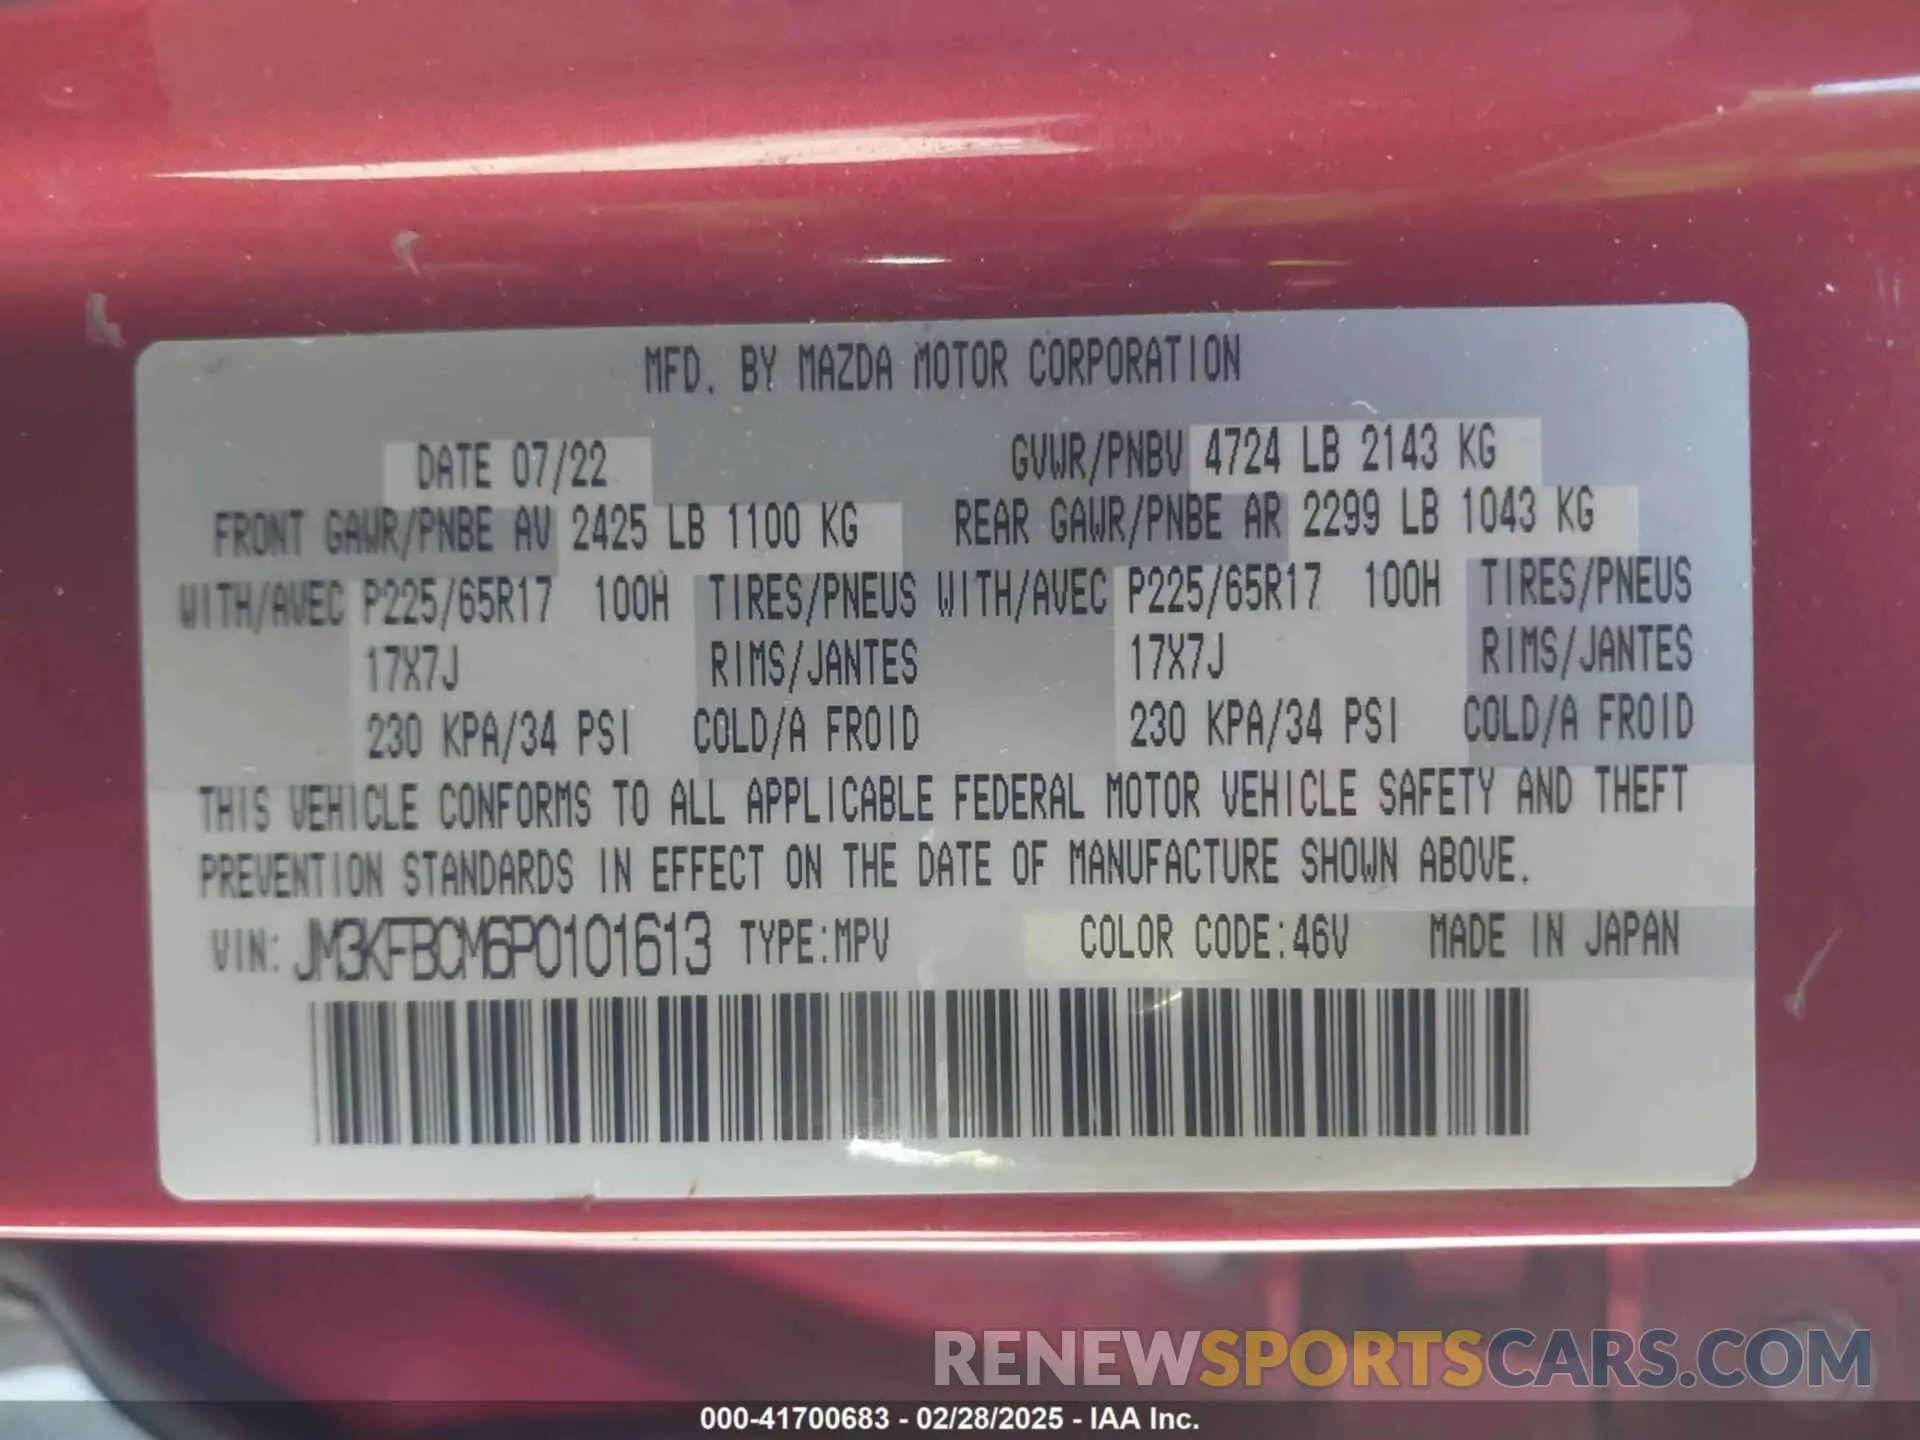 MFD. BY MAZDA MOTOR CORPORATION
DATE 07/22 GVWR/PNBV 4724 LB 2143 KG
FRONT GAWR/PNBE AV 2425 LB 1100 KG REAR GAWR/PNBE AR 2299 LB 1043 KG
WITH/AVEC P225/65R17 100H TIRES/PNEUS WITH/AVEC P225/65R17 100H TIRES/PNEUS
17X7J RIMS/JANTES 17X7J RIMS/JANTES
230 KPA/34 PSI COLD/A FROID 230 KPA/34 PSI COLD/A FROID
THIS VEHICLE CONFORMS TO ALL APPLICABLE FEDERAL MOTOR VEHICLE SAFETY AND THEFT
PREVENTION STANDARDS IN EFFECT ON THE DATE OF MANUFACTURE SHOWN ABOVE.
VIN: JM3KFBCM6P0101613 TYPE:MPV COLOR CODE:46V MADE IN JAPAN
RENEWSPORTSCARS.COM
000-41700683 - 02/28/2025 - IAA Inc.